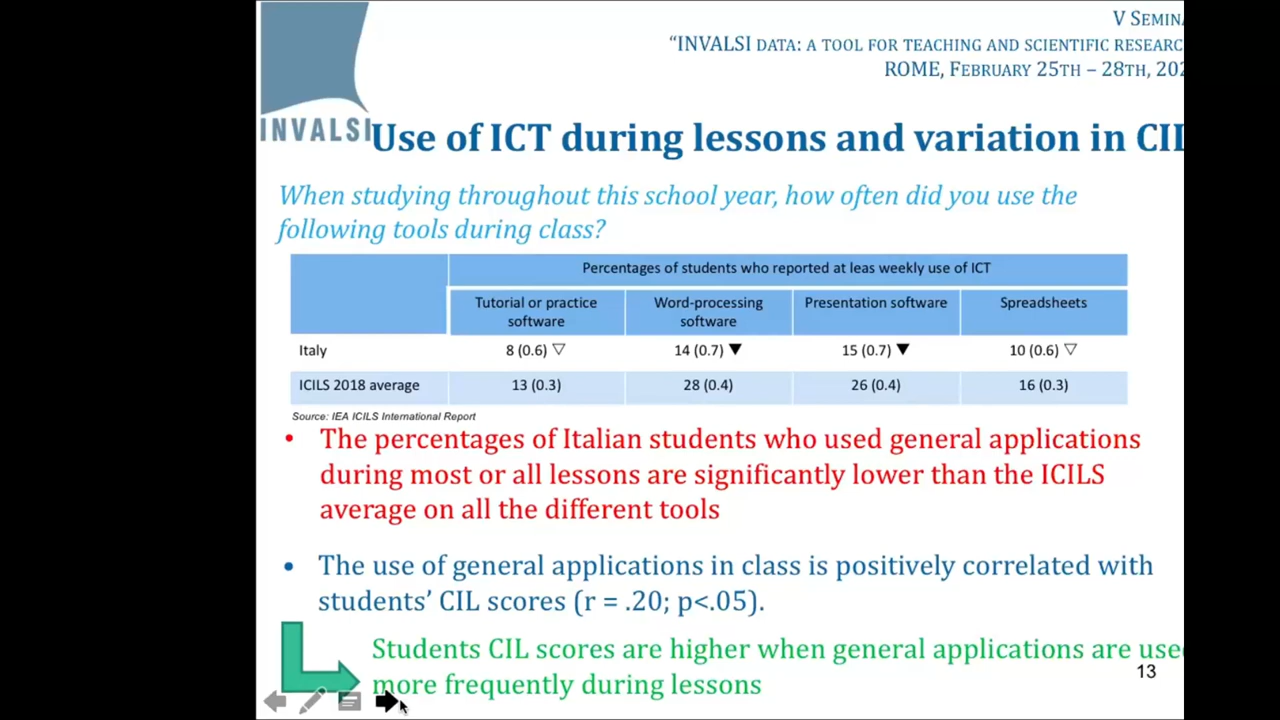 V SEMINA
“INVALSI DATA: A TOOL FOR TEACHING AND SCIENTIFIC RESEARC
ROME, FEBRUARY 25TH – 28TH, 202
INVALSI
Use of ICT during lessons and variation in CIL
When studying throughout this school year, how often did you use the
following tools during class?
Percentages of students who reported at leas weekly use of ICT
Tutorial or practice software
Word-processing software
Presentation software
Spreadsheets
Italy 8 (0.6) ▽ 14 (0.7) ▼ 15 (0.7) ▼ 10 (0.6) ▽
ICILS 2018 average 13 (0.3) 28 (0.4) 26 (0.4) 16 (0.3)
Source: IEA ICILS International Report
• The percentages of Italian students who used general applications
during most or all lessons are significantly lower than the ICILS
average on all the different tools
• The use of general applications in class is positively correlated with
students’ CIL scores (r = .20; p<.05).
Students CIL scores are higher when general applications are used
more frequently during lessons
13